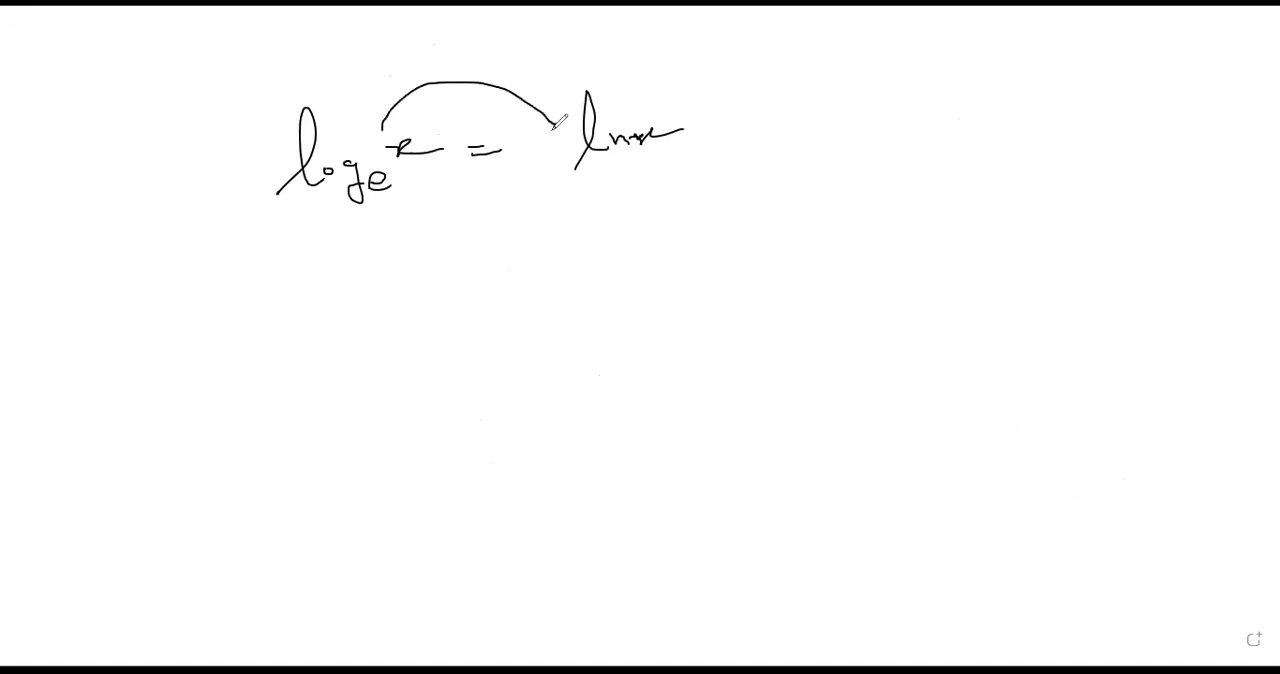 logₑ x = ln x